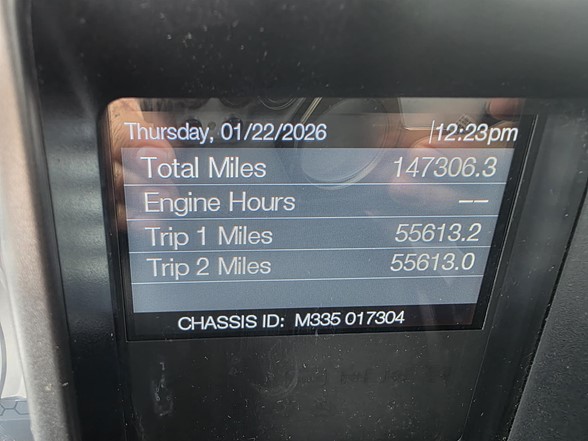 Thursday, 01/22/2026 12:23pm
Total Miles 147306.3
Engine Hours --
Trip 1 Miles 55613.2
Trip 2 Miles 55613.0
CHASSIS ID: M335 017304